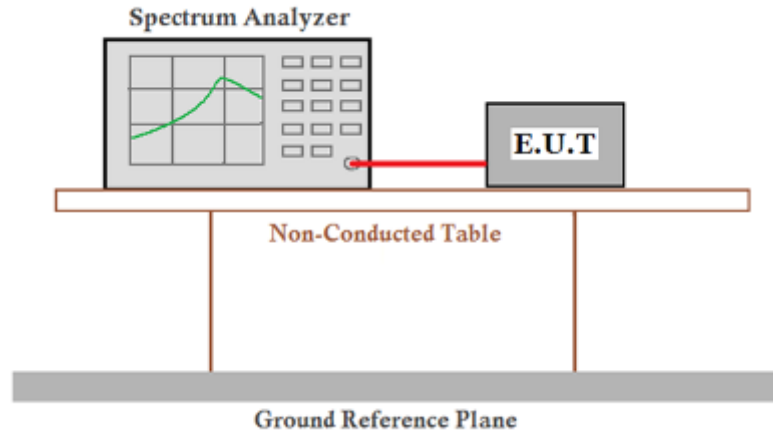 Spectrum Analyzer
E.U.T
Non-Conducted Table
Ground Reference Plane